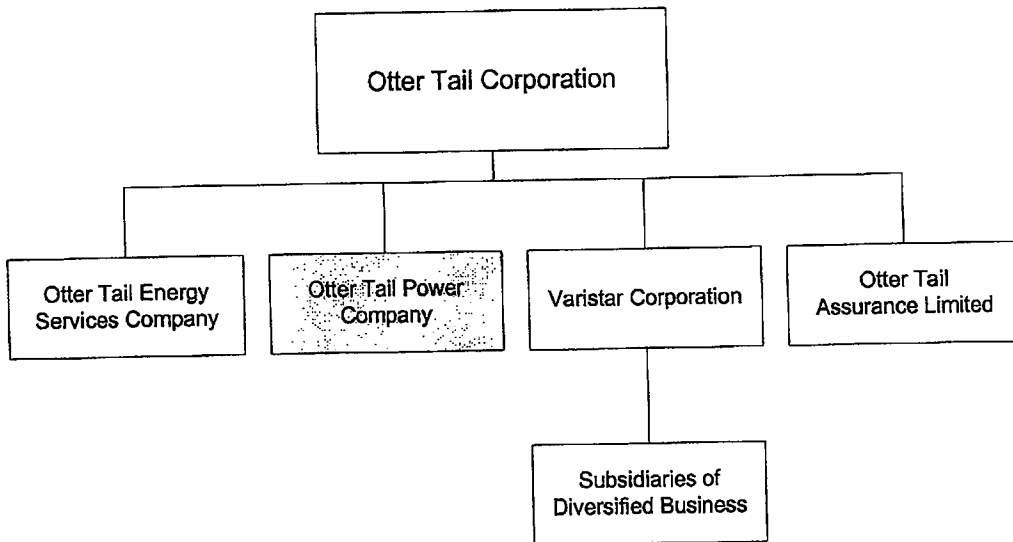 Otter Tail Corporation
Otter Tail Energy
Services Company
Otter Tail Power
Company
Varistar Corporation
Otter Tail
Assurance Limited
Subsidiaries of
Diversified Business